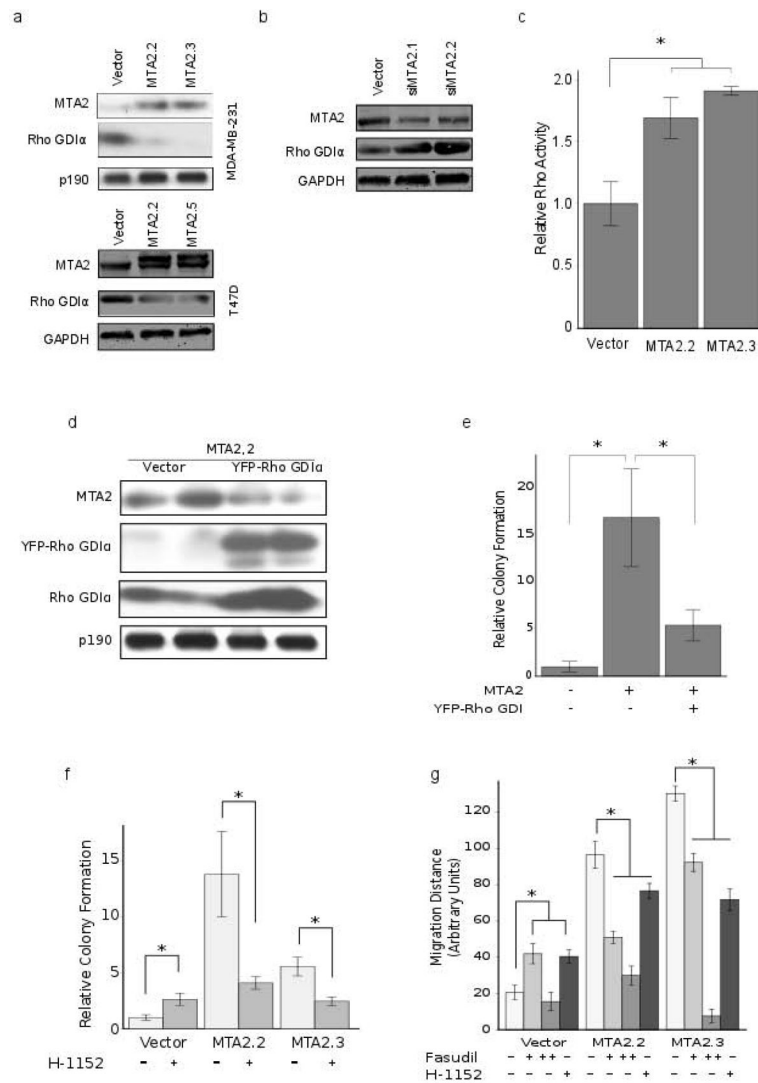 a
Vector
MTA2.2
MTA2.3
MTA2
Rho GDIα
p190
MDA-MB-231
Vector
MTA2.2
MTA2.5
MTA2
Rho GDIα
GAPDH
T47D
b
Vector
siMTA2.1
siMTA2.2
MTA2
Rho GDIα
GAPDH
c
*
Relative Rho Activity
2.0
1.5
1.0
0.5
0
Vector MTA2.2 MTA2.3
d
MTA2,2
Vector YFP-Rho GDIα
MTA2
YFP-Rho GDIα
Rho GDIα
p190
e
* *
Relative Colony Formation
20
15
10
5
0
MTA2 - + +
YFP-Rho GDI - - +
f
* * *
Relative Colony Formation
15
10
5
0
Vector MTA2.2 MTA2.3
H-1152 - + - + - +
g
* * *
Migration Distance
(Arbitrary Units)
120
100
80
60
40
20
0
Vector MTA2.2 MTA2.3
Fasudil - + ++ - - + ++ - - + ++ -
H-1152 - - - + - - - + - - - +